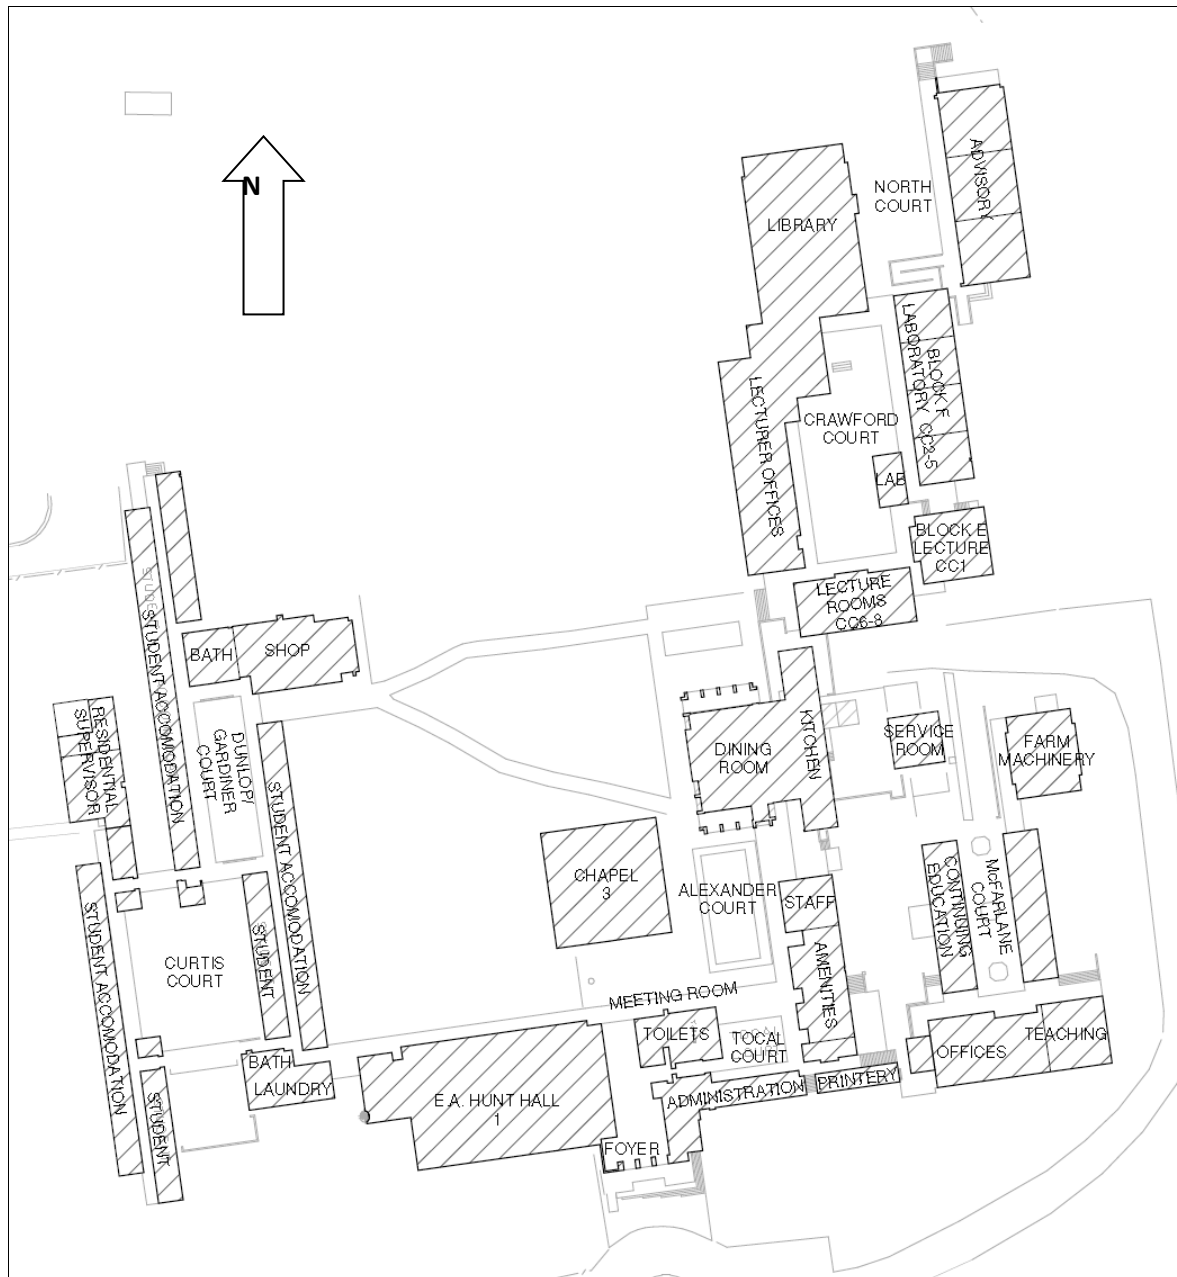 N
NORTH
COURT
ADVISORY
LIBRARY
LABORATORY
BLOCK F CC2-5
LECTURER OFFICES
CRAWFORD
COURT
LAB
BLOCK E
LECTURE
CC1
LECTURE
ROOMS
CC6-8
STUDENT ACCOMODATION
BATH
SHOP
RESIDENTIAL
SUPERVISOR
DUNLOP/
GARDINER
COURT
STUDENT ACCOMODATION
DINING
ROOM
KITCHEN
SERVICE
ROOM
FARM
MACHINERY
CHAPEL
3
ALEXANDER
COURT
STAFF
AMENITIES
CONTINUING
EDUCATION
McFARLANE
COURT
STUDENT ACCOMODATION
CURTIS
COURT
STUDENT
MEETING ROOM
TOILETS
TOCAL
COURT
OFFICES
TEACHING
BATH
LAUNDRY
STUDENT
E.A. HUNT HALL
1
ADMINISTRATION
PRINTERY
FOYER